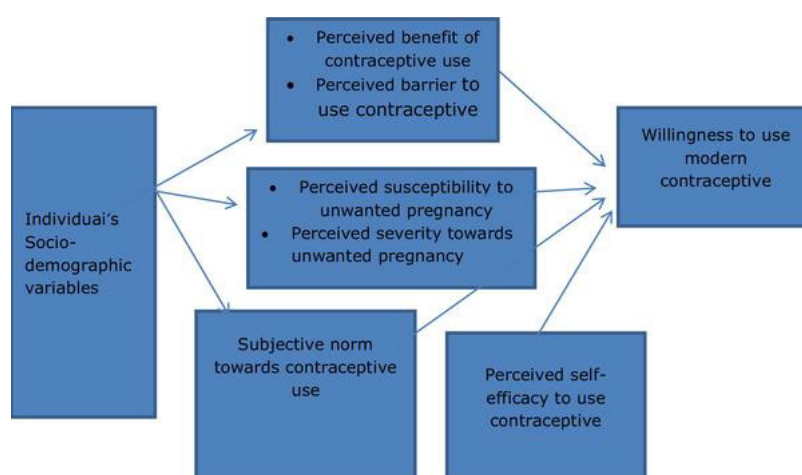 • Perceived benefit of
contraceptive use
• Perceived barrier to
use contraceptive
Willingness to use
modern
contraceptive
• Perceived susceptibility to
unwanted pregnancy
• Perceived severity towards
unwanted pregnancy
Individuai's
Socio-
demographic
variables
Subjective norm
towards contraceptive
use
Perceived self-
efficacy to use
contraceptive